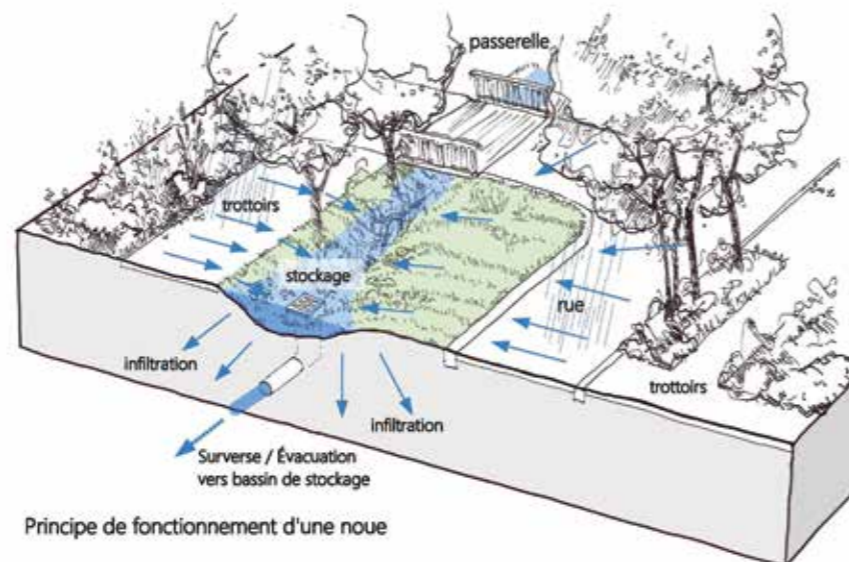 passerelle
trottoirs
stockage
rue
infiltration
trottoirs
infiltration
Surverse / Évacuation
vers bassin de stockage
Principe de fonctionnement d'une noue